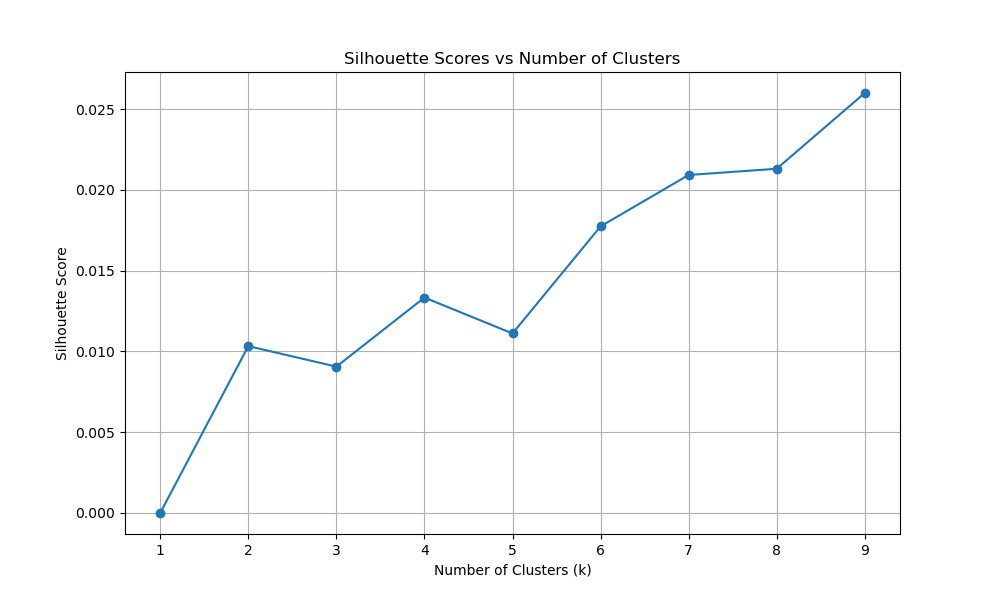 Silhouette Scores vs Number of Clusters
Silhouette Score
0.025
0.020
0.015
0.010
0.005
0.000
1 2 3 4 5 6 7 8 9
Number of Clusters (k)